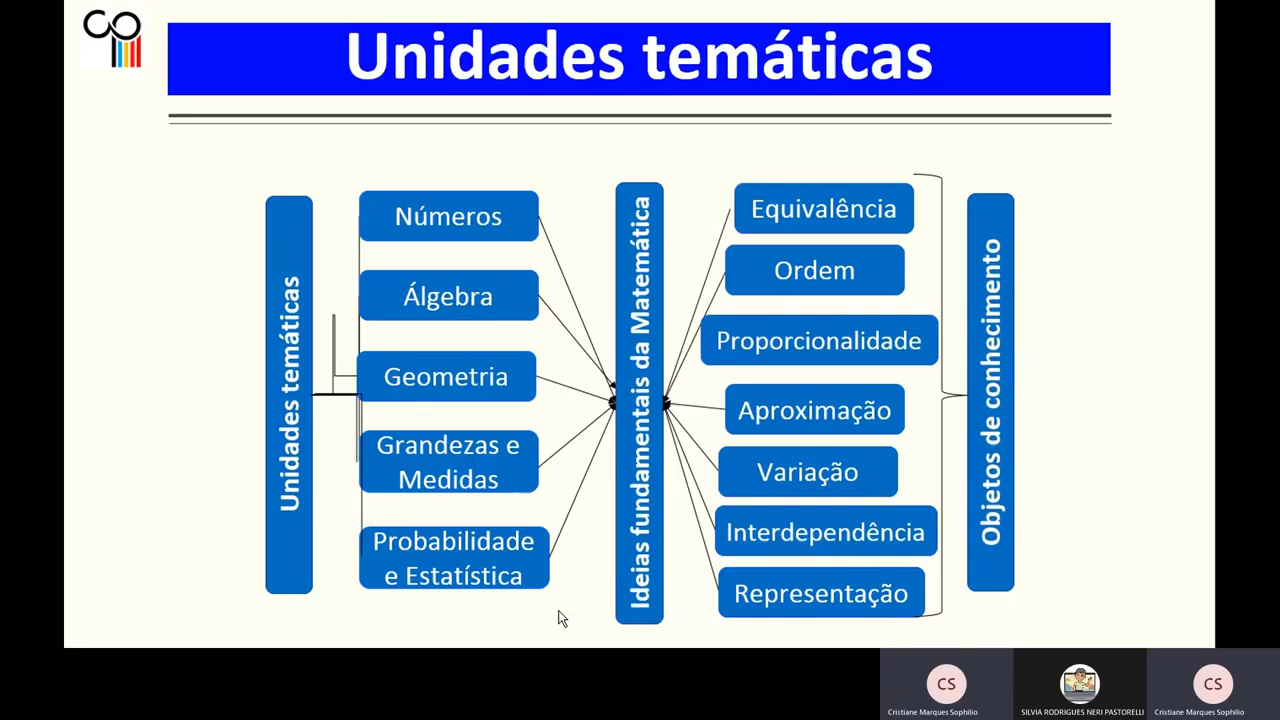 Unidades temáticas
Unidades temáticas
Números
Álgebra
Geometria
Grandezas e
Medidas
Probabilidade
e Estatística
Ideias fundamentais da Matemática
Equivalência
Ordem
Proporcionalidade
Aproximação
Variação
Interdependência
Representação
Objetos de conhecimento
CS
Cristiane Marques Sophilio
SILVIA RODRIGUES NERI PASTORELLI
CS
Cristiane Marques Sophilio